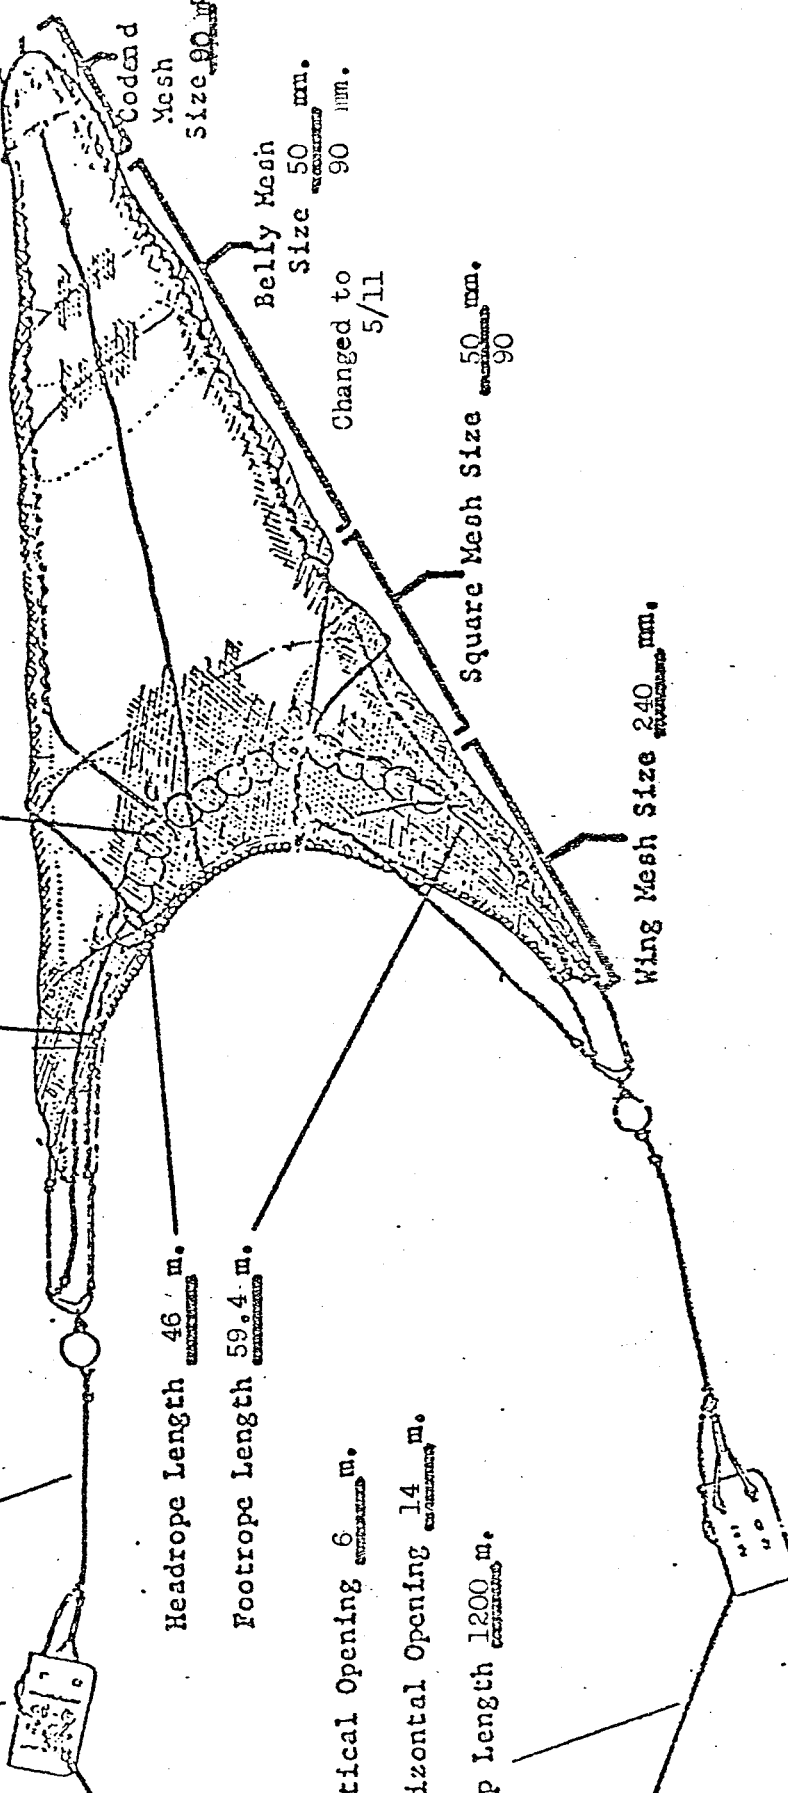 Codend
Mesh
Size 90 m
Belly Mesh
Size 50 mm.
90 mm.
Changed to
5/11
Square Mesh Size 50 mm.
90
Wing Mesh Size 240 mm.
Headrope Length 46 m.
Footrope Length 59.4 m.
tical Opening 6 m.
izontal Opening 14 m.
p Length 1200 m.